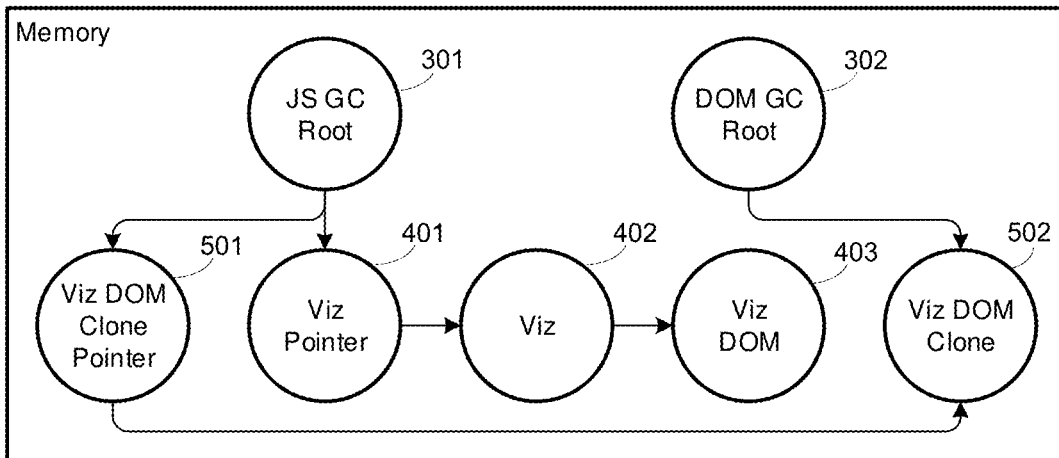 Memory
301
302
JS GC
Root
DOM GC
Root
501
401
402
403
502
Viz DOM
Clone
Pointer
Viz
Pointer
Viz
Viz
DOM
Viz DOM
Clone